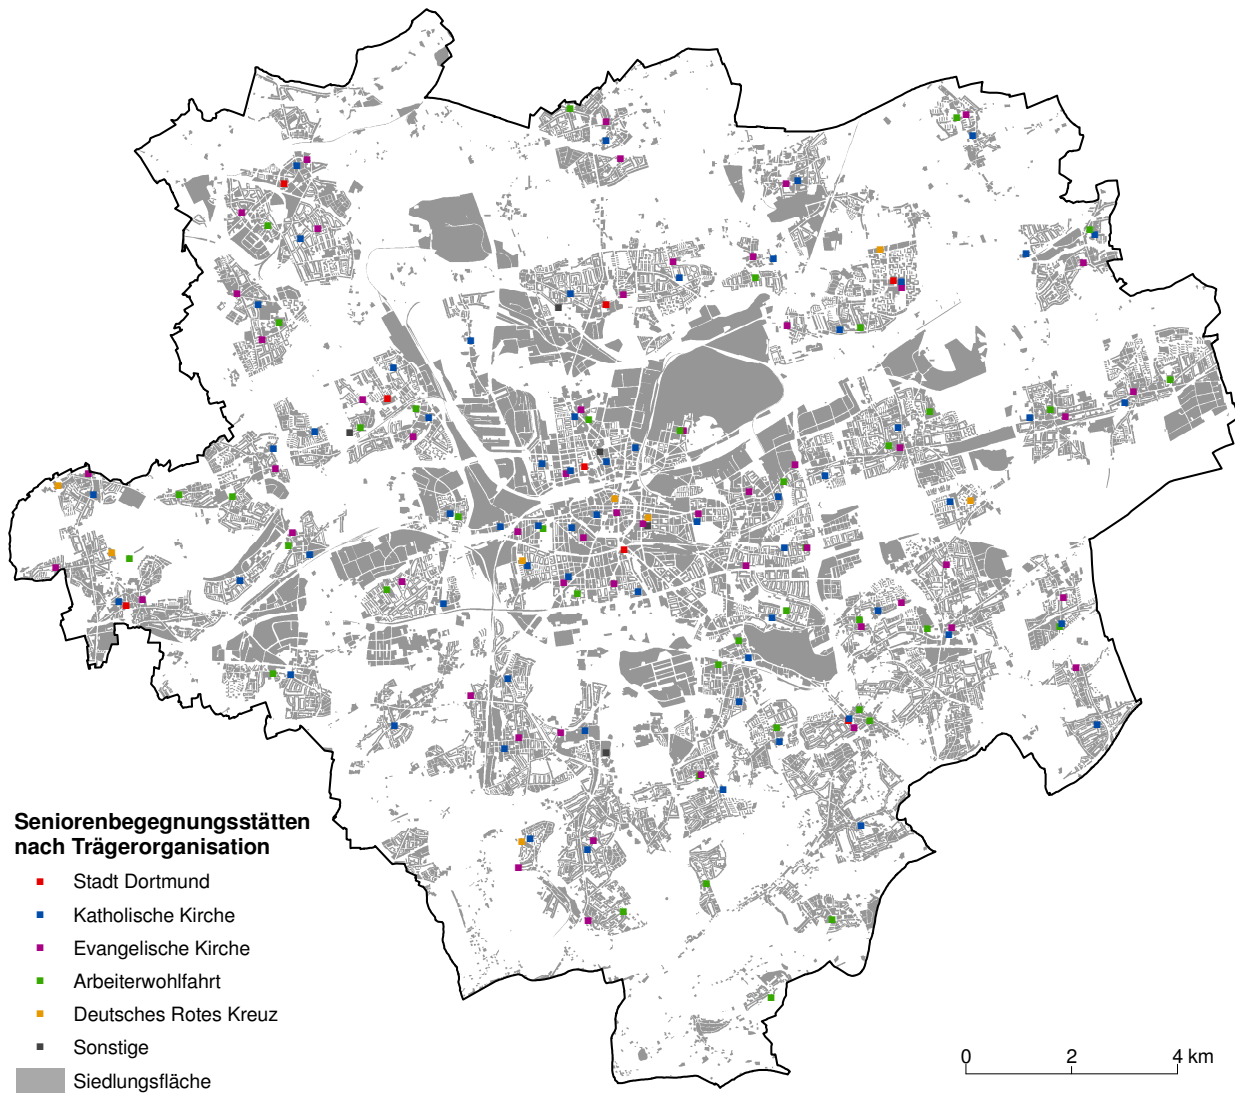 Seniorenbegegnungsstätten
nach Trägerorganisation
Stadt Dortmund
Katholische Kirche
Evangelische Kirche
Arbeiterwohlfahrt
Deutsches Rotes Kreuz
Sonstige
Siedlungsfläche
0 2 4 km